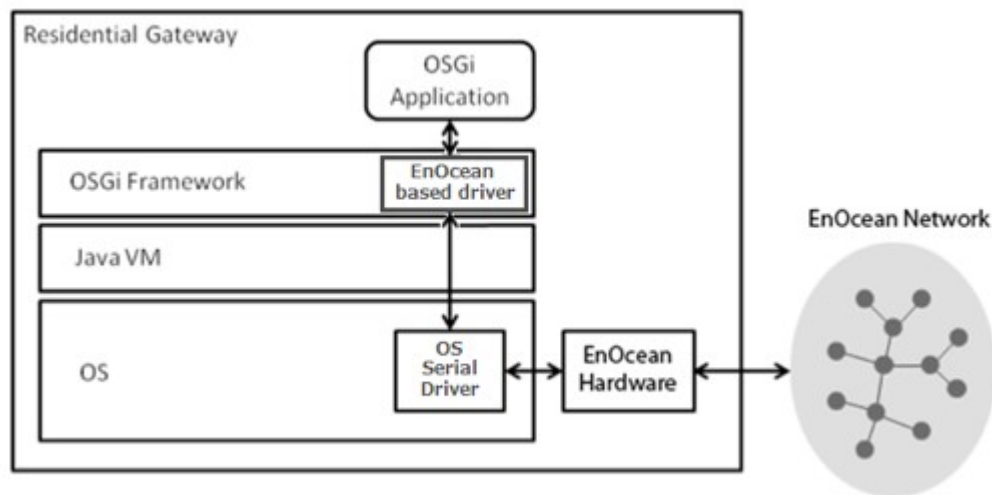 Residential Gateway
OSGi
Application
OSGi Framework
EnOcean
based driver
Java VM
OS
OS
Serial
Driver
EnOcean
Hardware
EnOcean Network